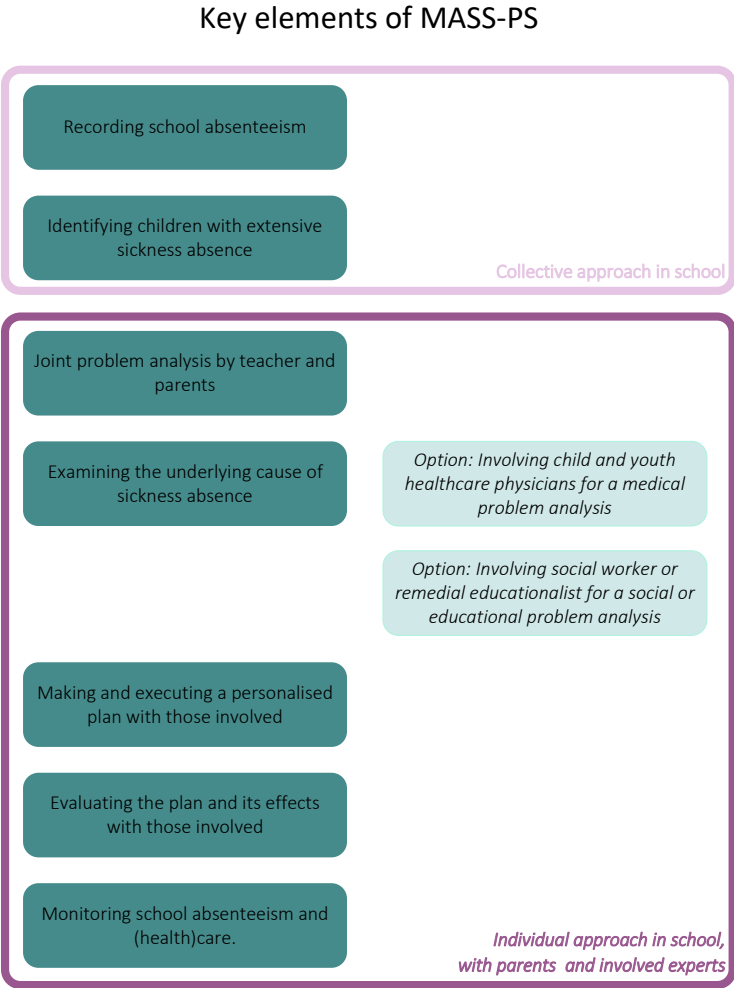 Key elements of MASS-PS
Recording school absenteeism
Identifying children with extensive
sickness absence
Collective approach in school
Joint problem analysis by teacher and
parents
Examining the underlying cause of
sickness absence
Option: Involving child and youth
healthcare physicians for a medical
problem analysis
Option: Involving social worker or
remedial educationalist for a social or
educational problem analysis
Making and executing a personalised
plan with those involved
Evaluating the plan and its effects
with those involved
Monitoring school absenteeism and
(health)care.
Individual approach in school,
with parents  and involved experts